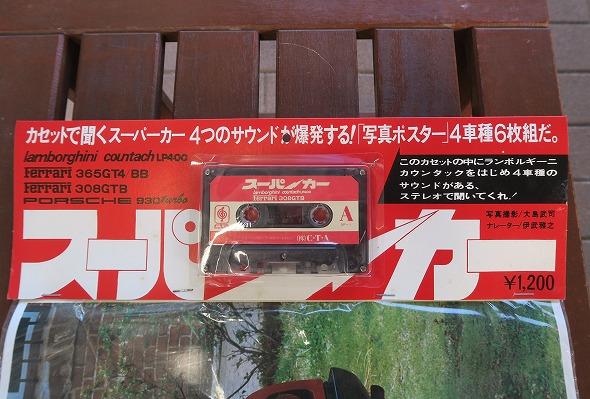 カセットで聞くスーパーカー 4つのサウンドが爆発する!「写真ポスター」4車種6枚組だ。
lamborghini countach LP400
Ferrari 365GT4/BB
Ferrari 308GTB
PORSCHE 930 Turbo
このカセットの中にランボルギーニ
カウンタックをはじめ4車種の
サウンドがある、
ステレオで聞いてくれ!
写真撮影/大島武司
ナレーター/伊武雅之
スーパーカー
¥1,200
スーパーカー
lamborghini countach LP400
Ferrari 308GTB
A
(株)C・T・A